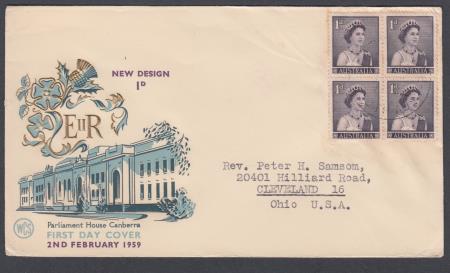 NEW DESIGN
1D
EIIR
1D
AUSTRALIA
1D
AUSTRALIA
1D
AUSTRALIA
1D
AUSTRALIA
Rev. Peter H. Samsom,
20401 Hilliard Road,
CLEVELAND 16
Ohio U.S.A.
WCS
Parliament House Canberra
FIRST DAY COVER
2ND FEBRUARY 1959